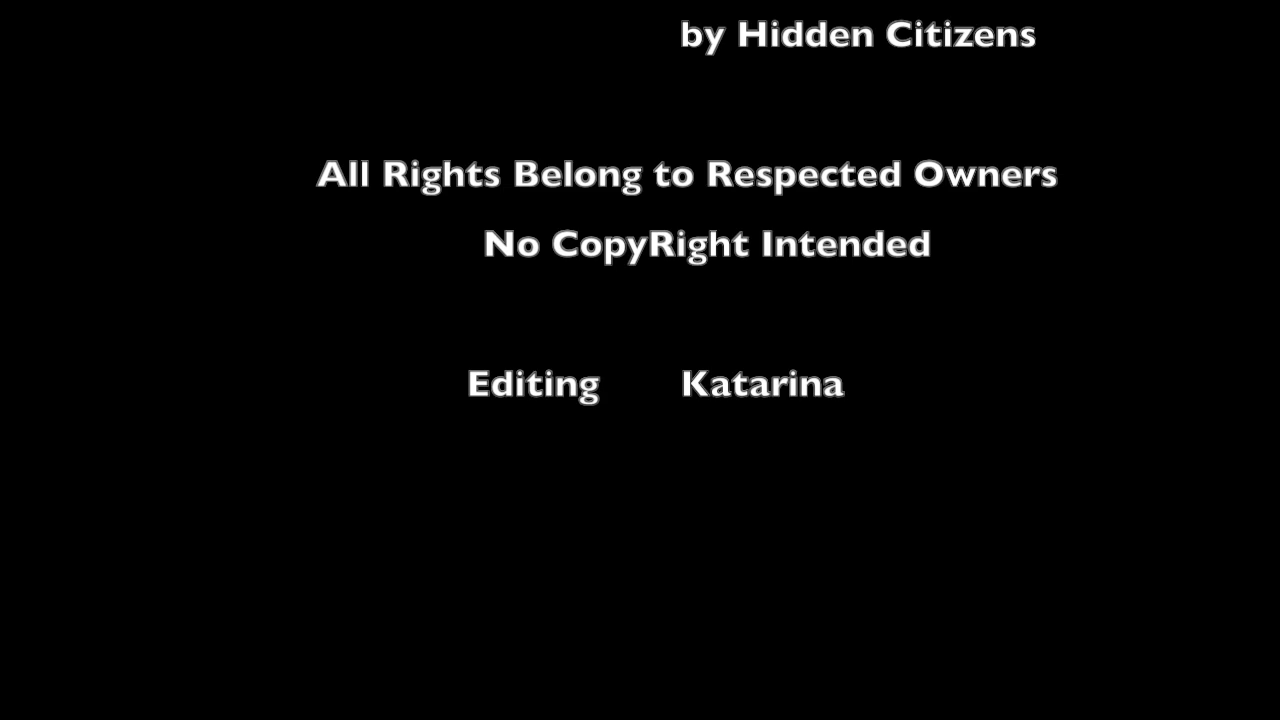 by Hidden Citizens
All Rights Belong to Respected Owners
No CopyRight Intended
Editing Katarina